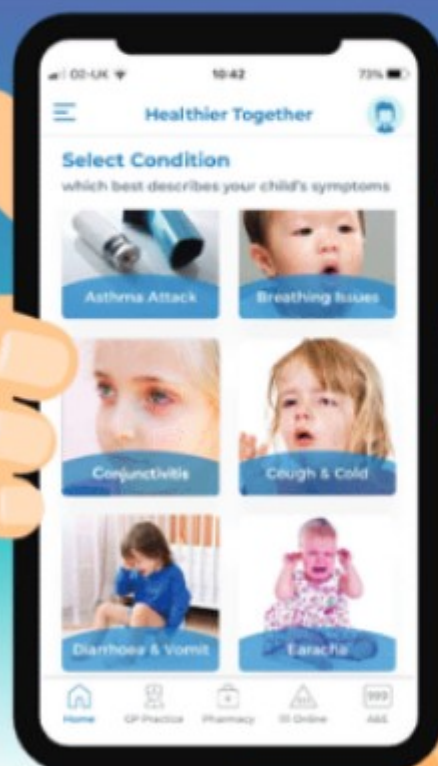 02-UK
10:42
73%
Healthier Together
Select Condition
which best describes your child's symptoms
Asthma Attack
Breathing Issues
Conjunctivitis
Cough & Cold
Diarrhoea & Vomit
Earache
Home
GP Practice
Pharmacy
111 Online
999
A&E